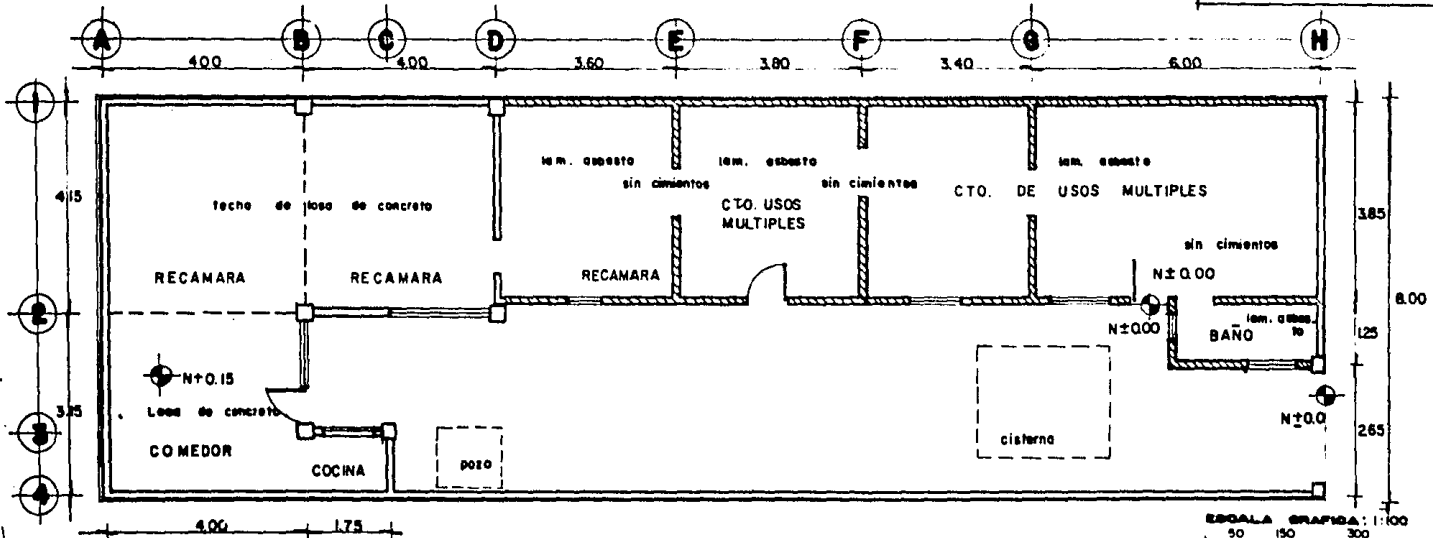 A B C D E F G H
4.00 4.00 3.60 3.80 3.40 6.00
1
lam. asbesto lam. asbesto lam. asbesto
sin cimientos sin cimientos CTO. DE USOS MULTIPLES
4.15 techo de losa de concreto CTO. USOS 3.85
MULTIPLES
sin cimientos
RECAMARA RECAMARA RECAMARA N±0.00
2 8.00
N±0.00 BAÑO lam. asbes. 1.25
to
N+0.15
3.85 Losa de concreto N±0.0
3 2.65
COMEDOR cisterna
COCINA pozo
4
4.00 1.75 ESCALA GRAFICA: 1:100
50 150 300